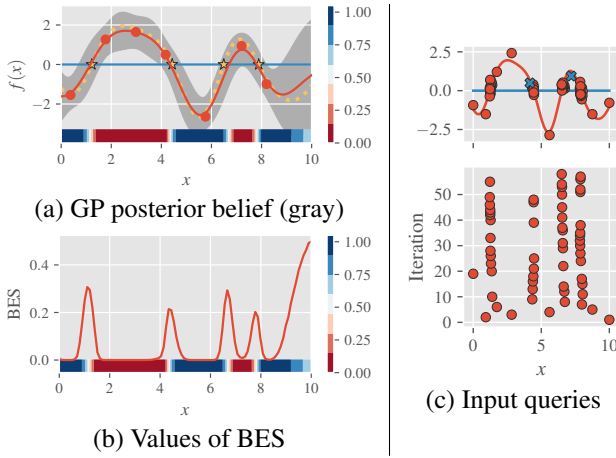 2
0
−2
f(x)
0 2 4 6 8 10
x
1.00
0.75
0.50
0.25
0.00
(a) GP posterior belief (gray)
0.4
0.2
0.0
BES
0 2 4 6 8 10
x
1.00
0.75
0.50
0.25
0.00
(b) Values of BES
2.5
0.0
−2.5
60
50
40
30
20
10
0
Iteration
0 5 10
x
(c) Input queries